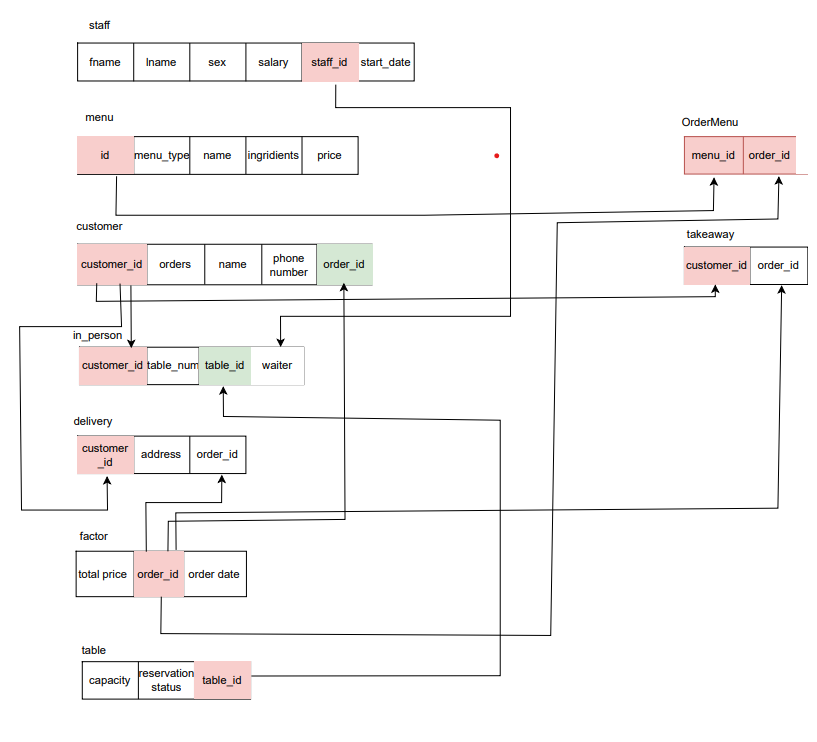 staff
fname lname sex salary staff_id start_date
menu
id menu_type name ingridients price
OrderMenu
menu_id order_id
customer
customer_id orders name phone
number order_id
takeaway
customer_id order_id
in_person
customer_id table_num table_id waiter
delivery
customer
_id address order_id
factor
total price order_id order date
table
capacity reservation
status table_id